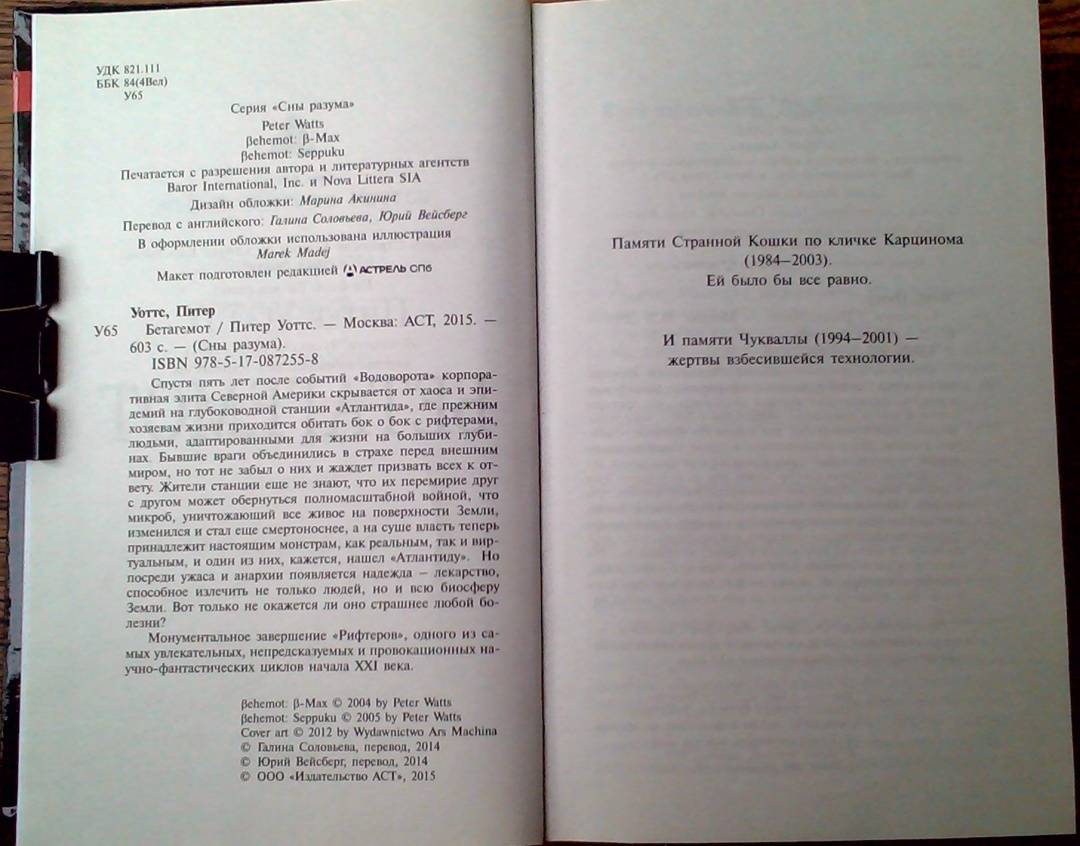 УДК 821.111
ББК 84(4Вел)
У65
Серия «Сны разума»
Peter Watts
βehemot: β-Max
βehemot: Seppuku
Печатается с разрешения автора и литературных агентств
Baror International, Inc. и Nova Littera SIA
Дизайн обложки: Марина Акинина
Перевод с английского: Галина Соловьева, Юрий Вейсберг
В оформлении обложки использована иллюстрация
Marek Madej
Макет подготовлен редакцией АСТРЕЛЬ СПб
Уоттс, Питер
У65 Бетагемот / Питер Уоттс. — Москва: АСТ, 2015. —
603 с. — (Сны разума).
ISBN 978-5-17-087255-8
Спустя пять лет после событий «Водоворота» корпора-
тивная элита Северной Америки скрывается от хаоса и эпи-
демий на глубоководной станции «Атлантида», где прежним
хозяевам жизни приходится обитать бок о бок с рифтерами,
людьми, адаптированными для жизни на больших глуби-
нах. Бывшие враги объединились в страхе перед внешним
миром, но тот не забыл о них и жаждет призвать всех к от-
вету. Жители станции еще не знают, что их перемирие друг
с другом может обернуться полномасштабной войной, что
микроб, уничтожающий все живое на поверхности Земли,
изменился и стал еще смертоноснее, а на суше власть теперь
принадлежит настоящим монстрам, как реальным, так и вир-
туальным, и один из них, кажется, нашел «Атлантиду». Но
посреди ужаса и анархии появляется надежда — лекарство,
способное излечить не только людей, но и всю биосферу
Земли. Вот только не окажется ли оно страшнее любой бо-
лезни?
Монументальное завершение «Рифтеров», одного из са-
мых увлекательных, непредсказуемых и провокационных на-
учно-фантастических циклов начала XXI века.
βehemot: β-Max © 2004 by Peter Watts
βehemot: Seppuku © 2005 by Peter Watts
Cover art © 2012 by Wydawnictwo Ars Machina
© Галина Соловьева, перевод, 2014
© Юрий Вейсберг, перевод, 2014
© ООО «Издательство АСТ», 2015
Памяти Странной Кошки по кличке Карцинома
(1984—2003).
Ей было бы все равно.
И памяти Чукваллы (1994—2001) —
жертвы взбесившейся технологии.